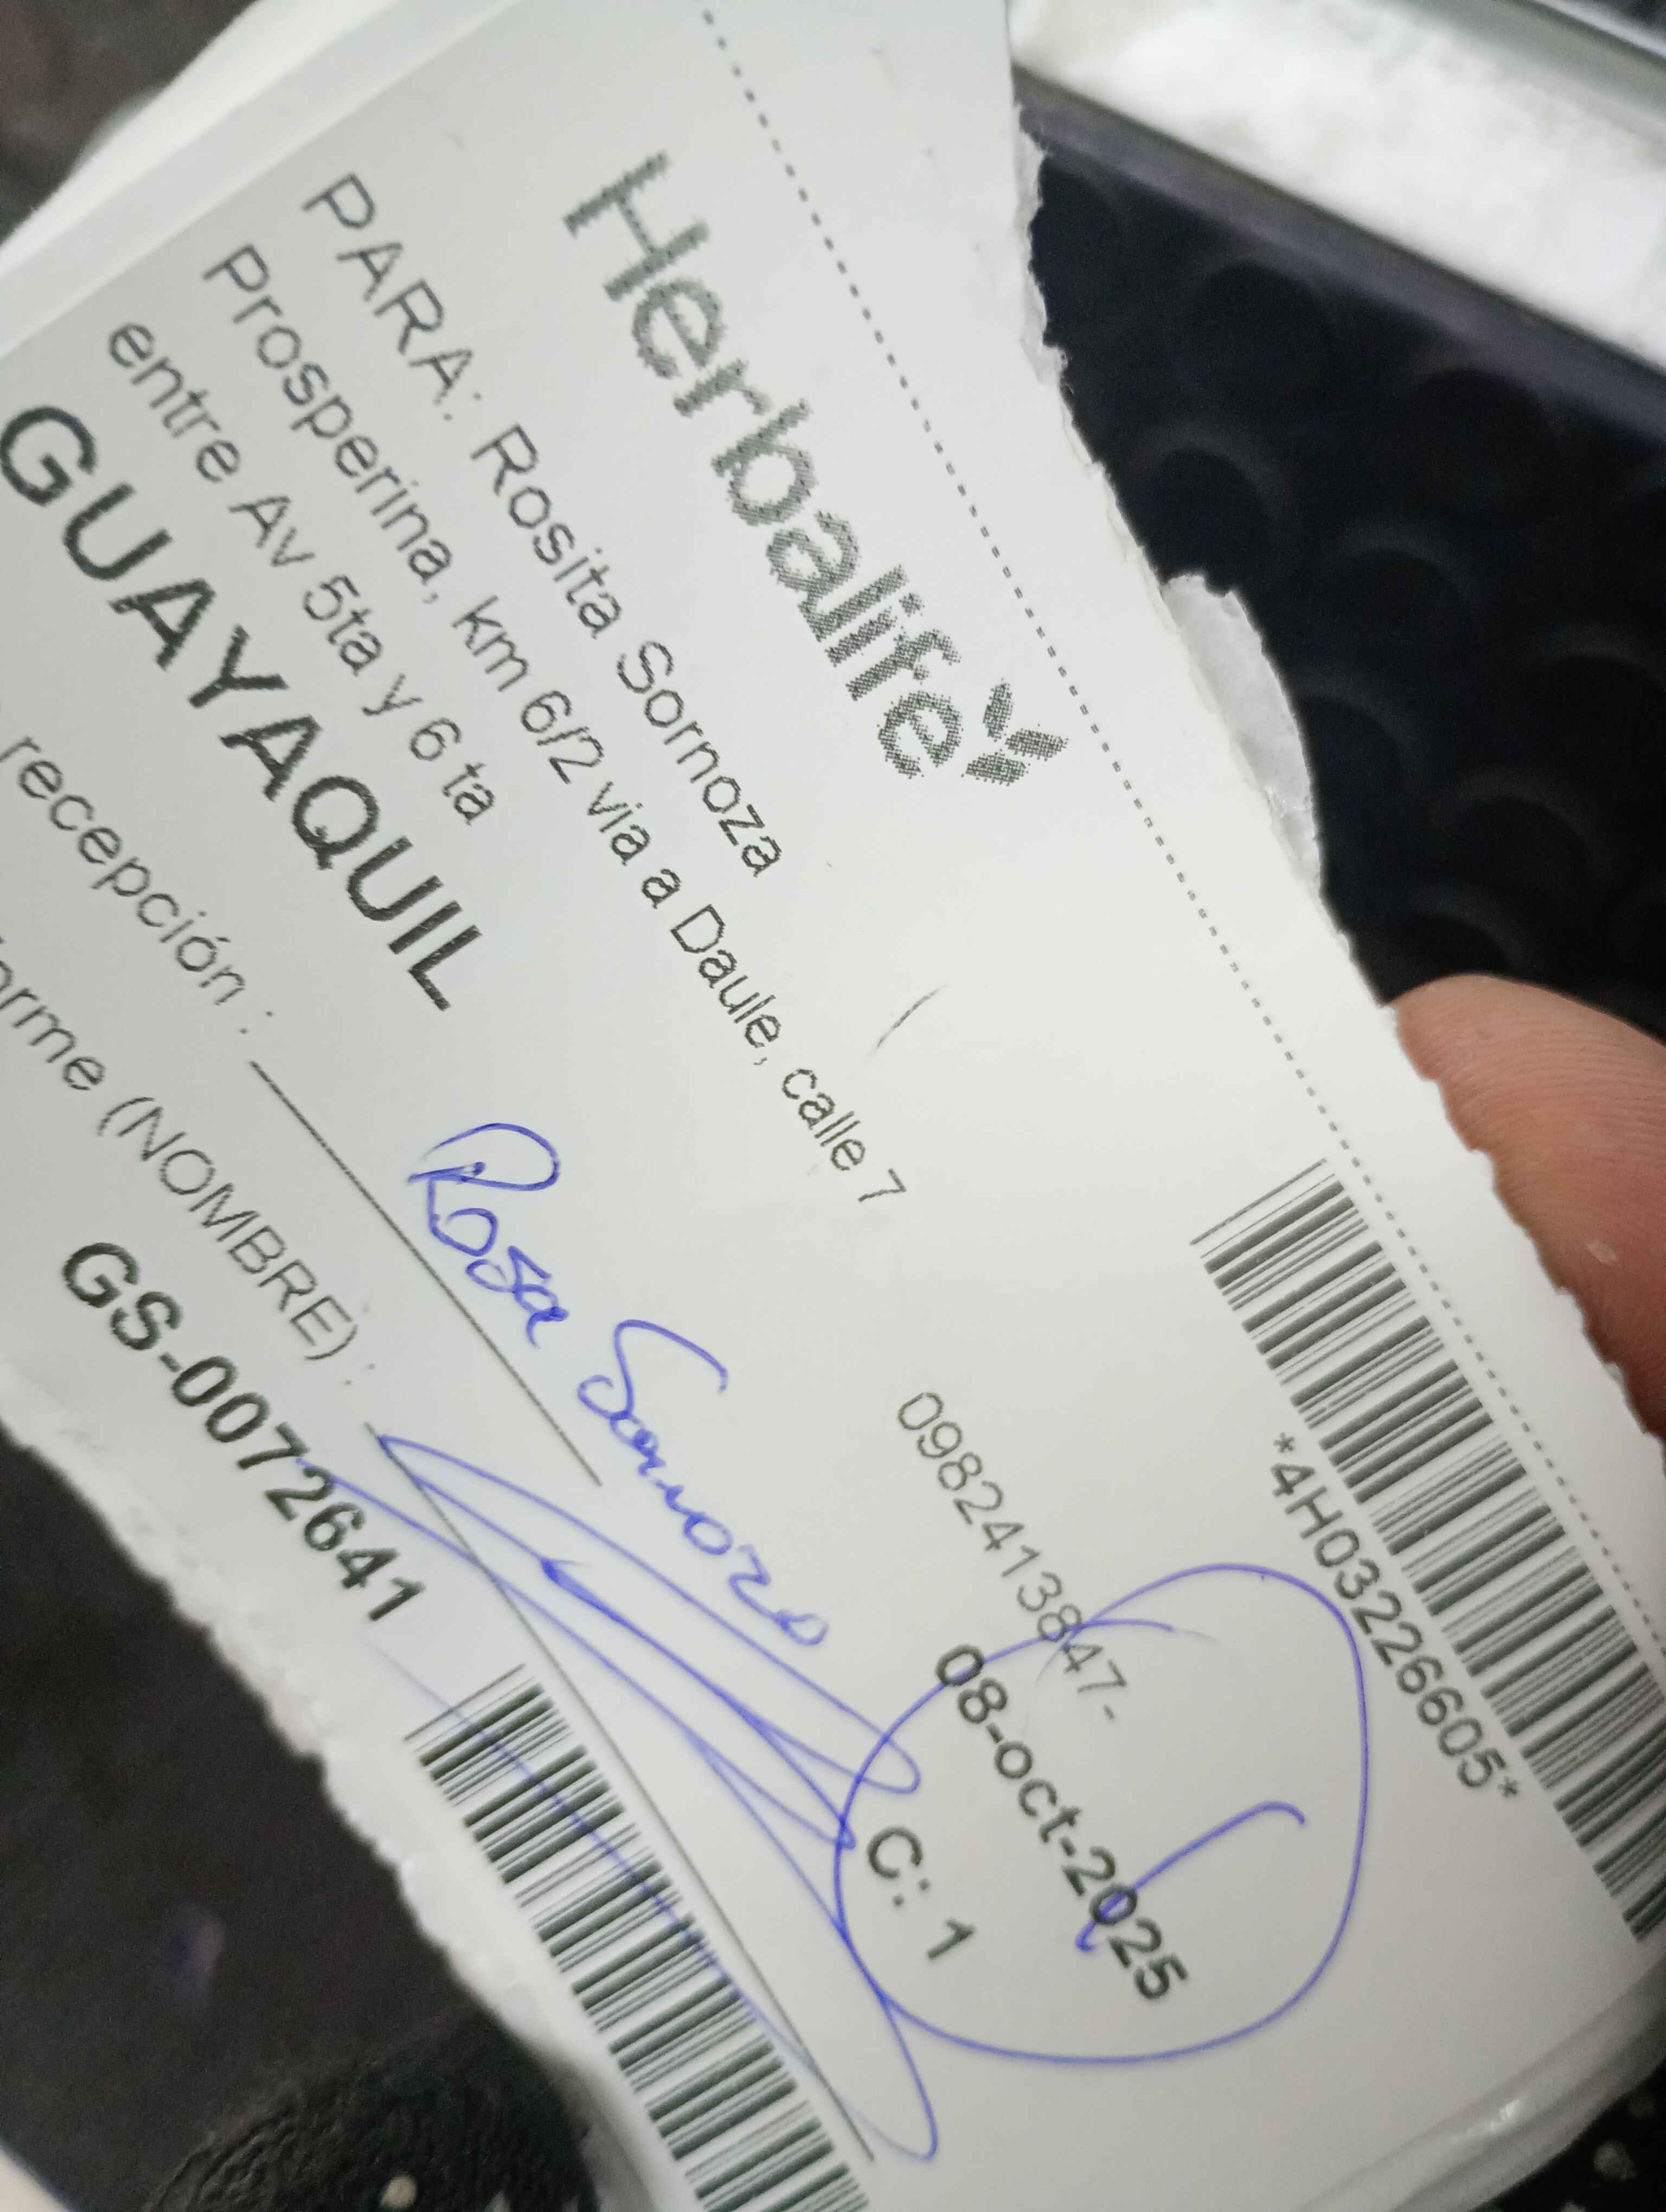 Herbalife
*4H03226605*
PARA: Rosita Sornoza
0982413847-
Prosperina, km 6/2 via a Daule, calle 7
entre Av 5ta y 6 ta
08-oct-2025
GUAYAQUIL
C: 1
recepción :
Rosa Sornoza
(NOMBRE) :
GS-0072641